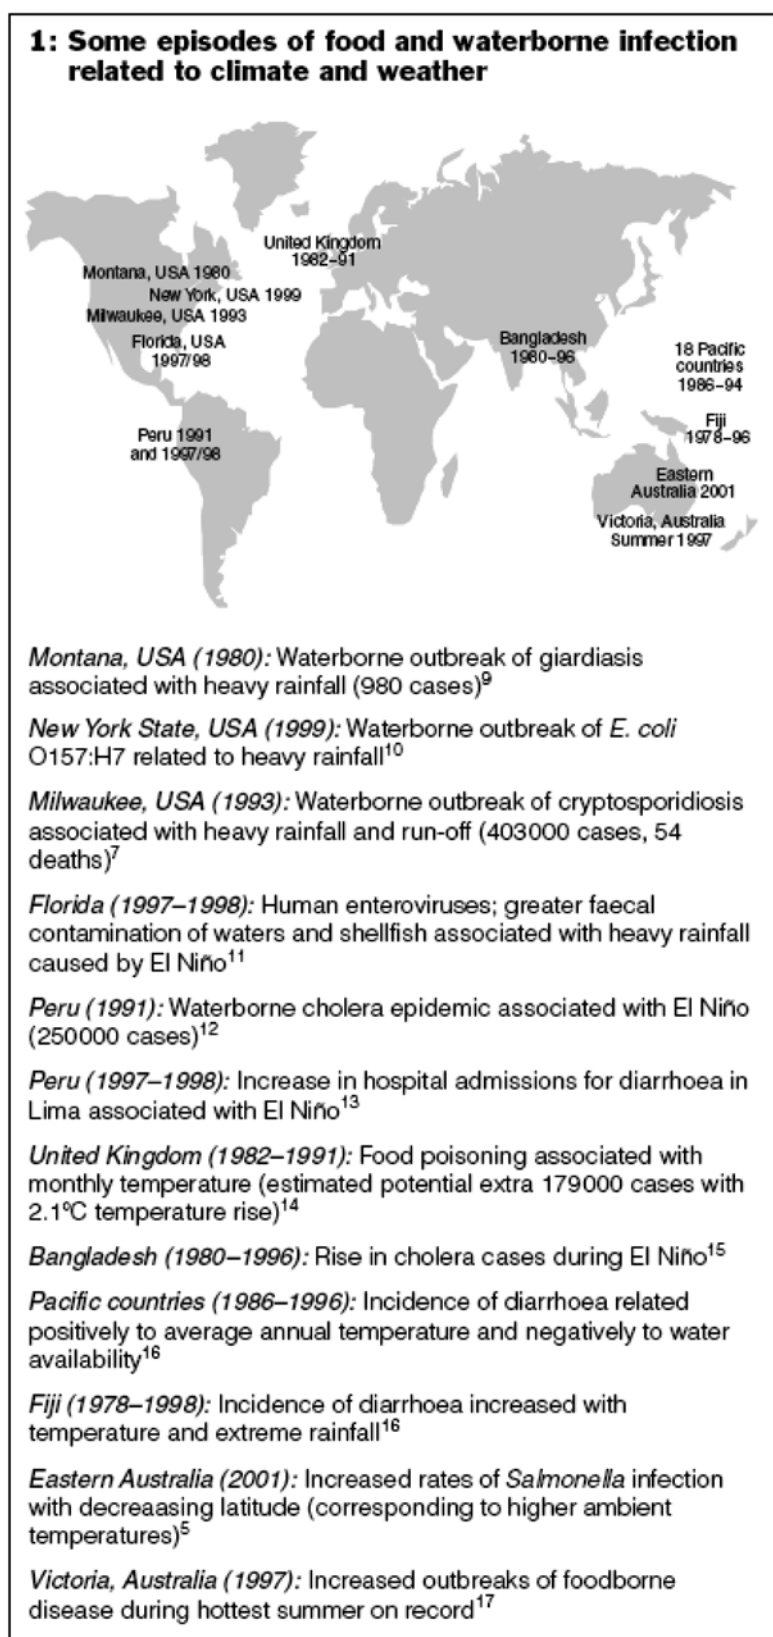 1: Some episodes of food and waterborne infection
related to climate and weather
United Kingdom
1982–91
Montana, USA 1980
New York, USA 1999
Milwaukee, USA 1993
Florida, USA
1997/98
Bangladesh
1980–96
18 Pacific
countries
1986–94
Fiji
1978–96
Peru 1991
and 1997/98
Eastern
Australia 2001
Victoria, Australia
Summer 1997
Montana, USA (1980): Waterborne outbreak of giardiasis
associated with heavy rainfall (980 cases)9
New York State, USA (1999): Waterborne outbreak of E. coli
O157:H7 related to heavy rainfall10
Milwaukee, USA (1993): Waterborne outbreak of cryptosporidiosis
associated with heavy rainfall and run-off (403000 cases, 54
deaths)7
Florida (1997–1998): Human enteroviruses; greater faecal
contamination of waters and shellfish associated with heavy rainfall
caused by El Niño11
Peru (1991): Waterborne cholera epidemic associated with El Niño
(250000 cases)12
Peru (1997–1998): Increase in hospital admissions for diarrhoea in
Lima associated with El Niño13
United Kingdom (1982–1991): Food poisoning associated with
monthly temperature (estimated potential extra 179000 cases with
2.1ºC temperature rise)14
Bangladesh (1980–1996): Rise in cholera cases during El Niño15
Pacific countries (1986–1996): Incidence of diarrhoea related
positively to average annual temperature and negatively to water
availability16
Fiji (1978–1998): Incidence of diarrhoea increased with
temperature and extreme rainfall16
Eastern Australia (2001): Increased rates of Salmonella infection
with decreaasing latitude (corresponding to higher ambient
temperatures)5
Victoria, Australia (1997): Increased outbreaks of foodborne
disease during hottest summer on record17